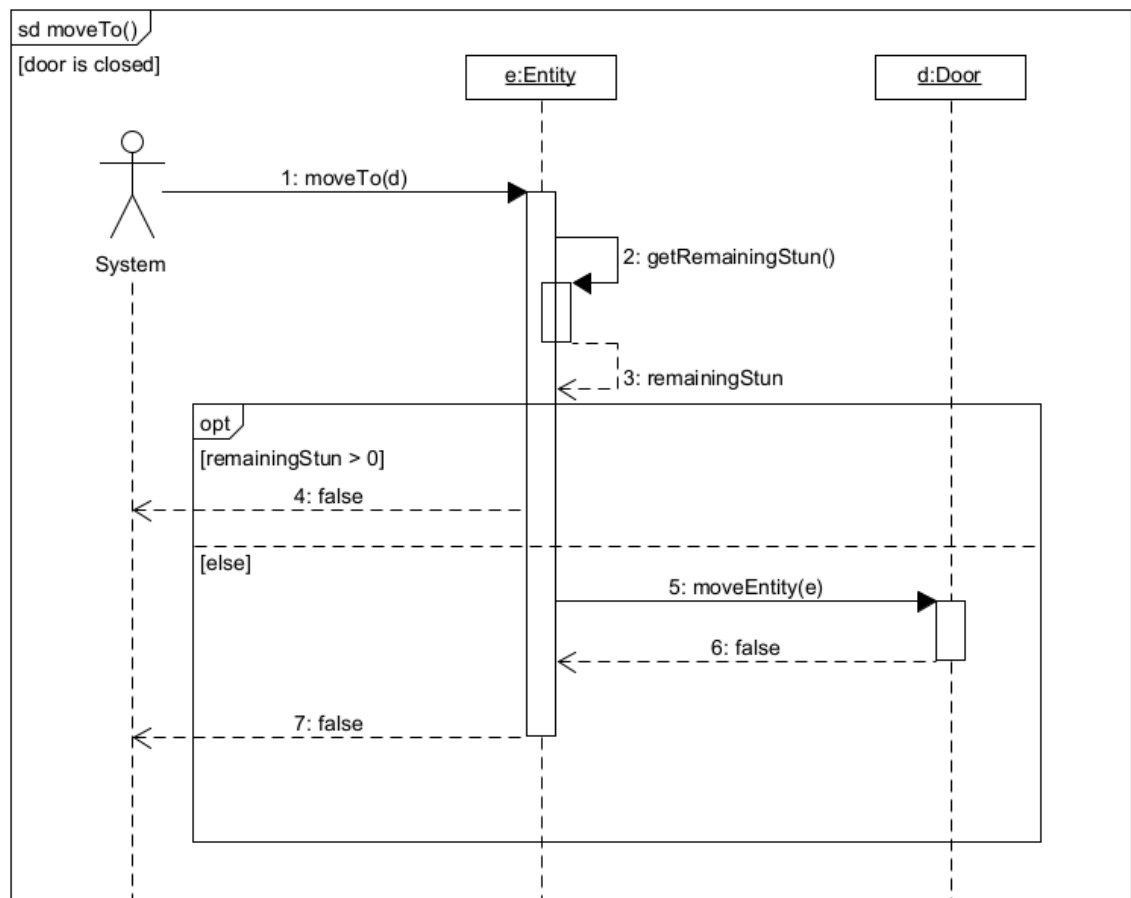 sd moveTo()
[door is closed]
e:Entity
d:Door
1: moveTo(d)
System
2: getRemainingStun()
3: remainingStun
opt
[remainingStun > 0]
4: false
[else]
5: moveEntity(e)
6: false
7: false